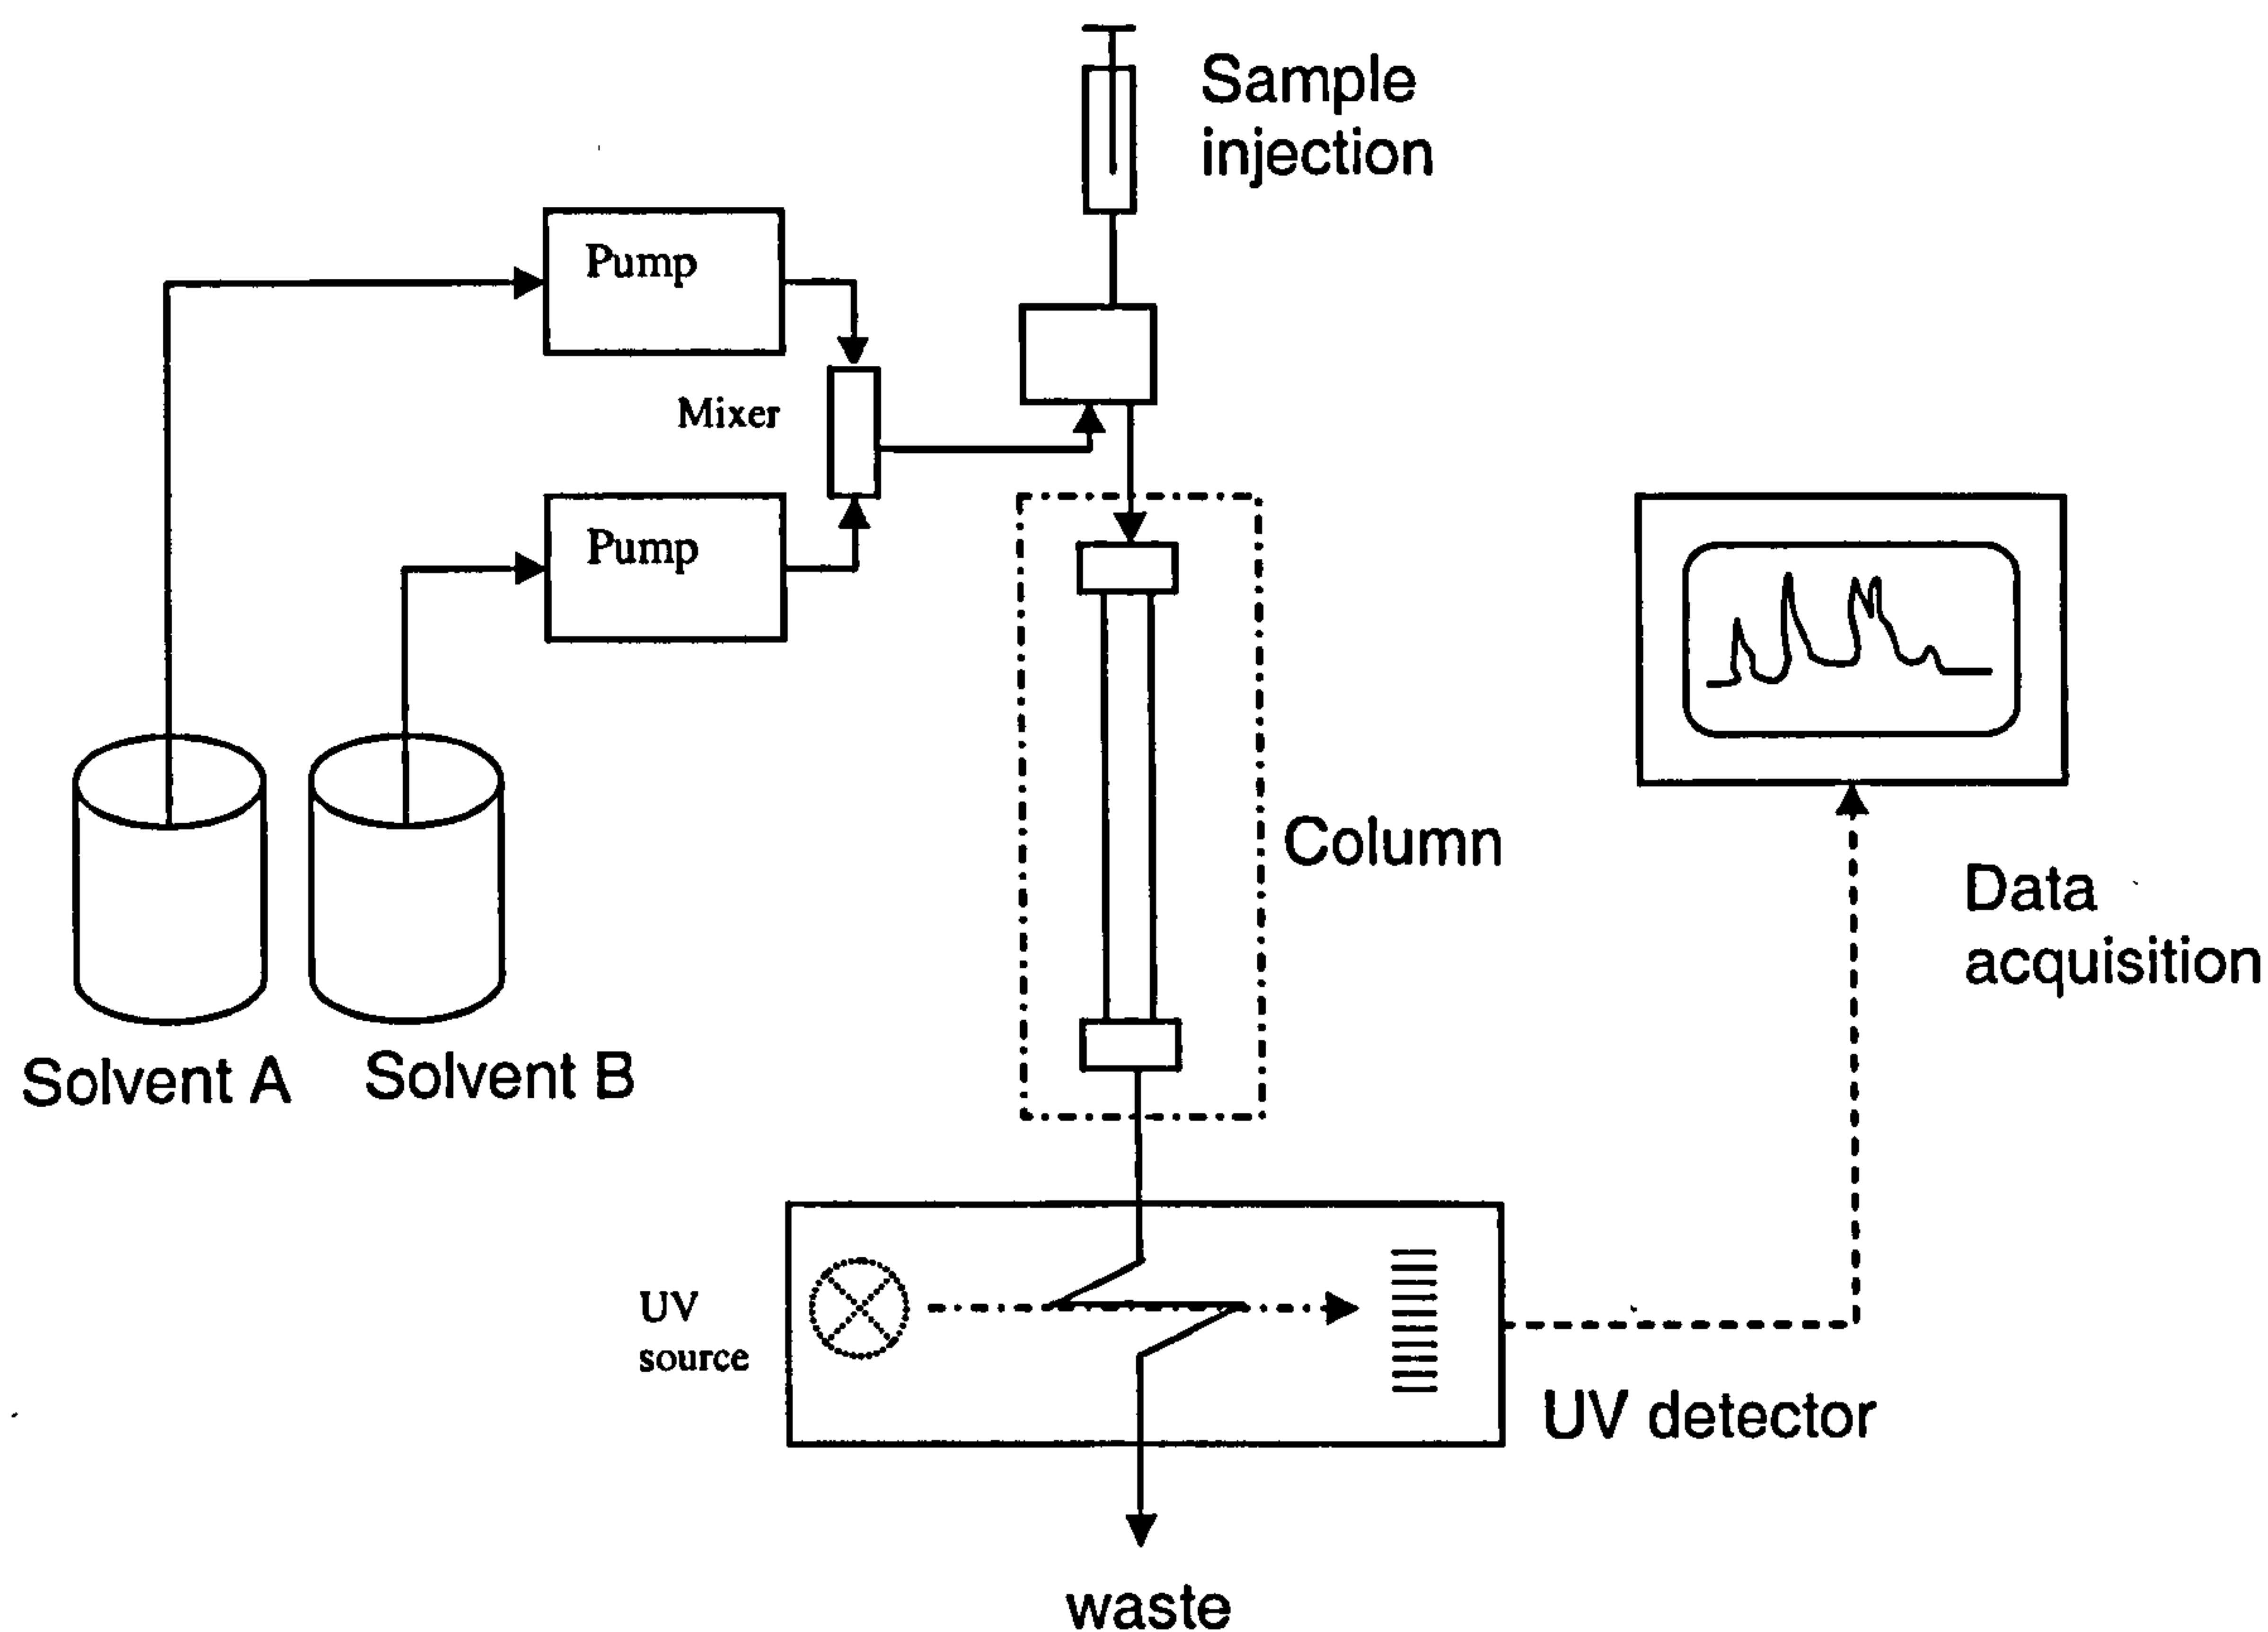 Sample
injection
Pump
Mixer
Pump
Column
Data
acquisition
Solvent A
Solvent B
UV
source
UV detector
waste